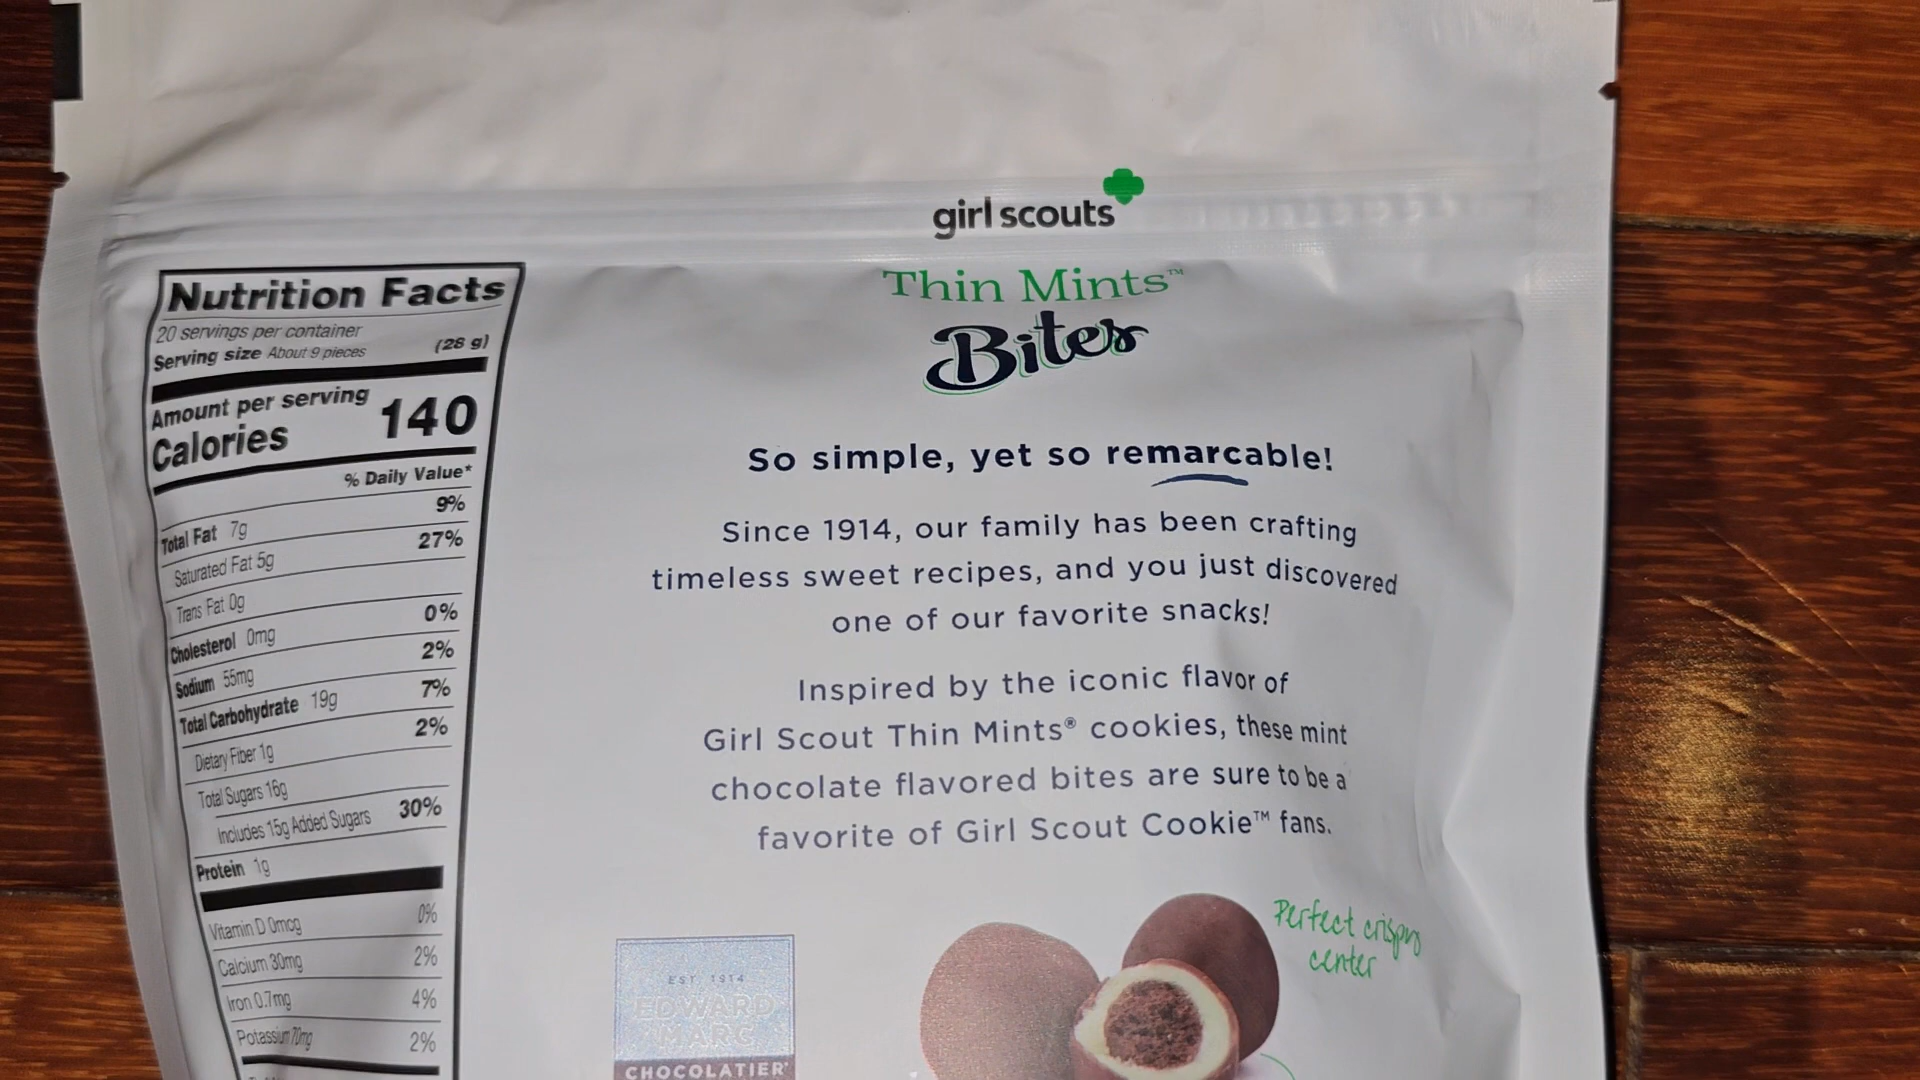 girl scouts
Thin Mints™
Bites
So simple, yet so remarcable!
Since 1914, our family has been crafting
timeless sweet recipes, and you just discovered
one of our favorite snacks!
Inspired by the iconic flavor of
Girl Scout Thin Mints® cookies, these mint
chocolate flavored bites are sure to be a
favorite of Girl Scout Cookie™ fans.
Perfect crispy
center
EST. 1914
EDWARD
MARC
CHOCOLATIER
Nutrition Facts
20 servings per container
Serving size About 9 pieces (28 g)
Amount per serving
Calories 140
% Daily Value*
Total Fat 7g 9%
Saturated Fat 5g 27%
Trans Fat 0g
Cholesterol 0mg 0%
Sodium 55mg 2%
Total Carbohydrate 19g 7%
Dietary Fiber 1g 2%
Total Sugars 16g
Includes 15g Added Sugars 30%
Protein 1g
Vitamin D 0mcg 0%
Calcium 30mg 2%
Iron 0.7mg 4%
Potassium 70mg 2%